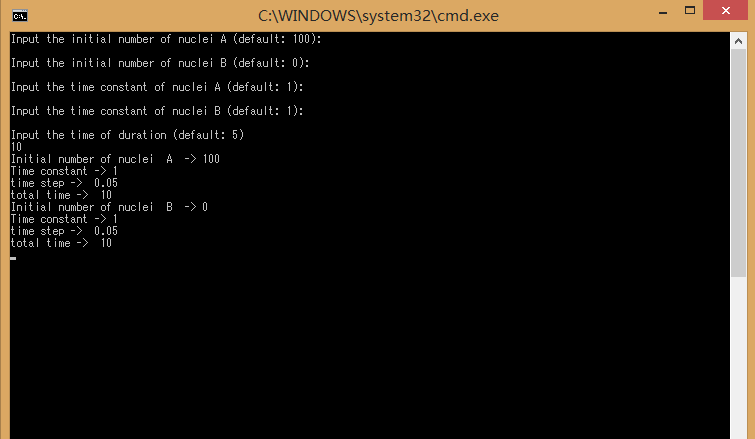 C:\WINDOWS\system32\cmd.exe
Input the initial number of nuclei A (default: 100):
Input the initial number of nuclei B (default: 0):
Input the time constant of nuclei A (default: 1):
Input the time constant of nuclei B (default: 1):
Input the time of duration (default: 5)
10
Initial number of nuclei  A  -> 100
Time constant -> 1
time step ->  0.05
total time ->  10
Initial number of nuclei  B  -> 0
Time constant -> 1
time step ->  0.05
total time ->  10